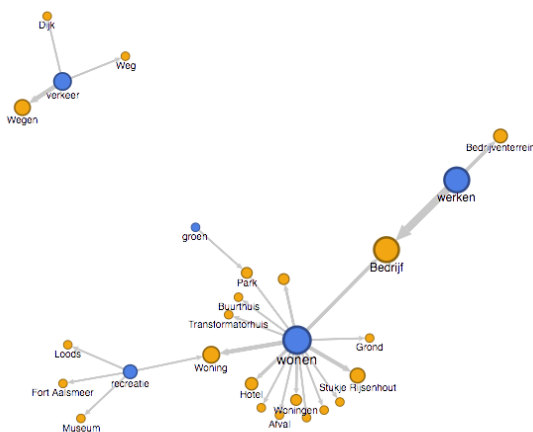 Dijk
Weg
verkeer
Wegen
Bedrijventerrein
werken
groen
Bedrijf
Park
Buurthuis
Transformatorhuis
Grond
Loods
wonen
Woning
recreatie
Stukje Rijsenhout
Fort Aalsmeer
Hotel
Woningen
Afval
Museum